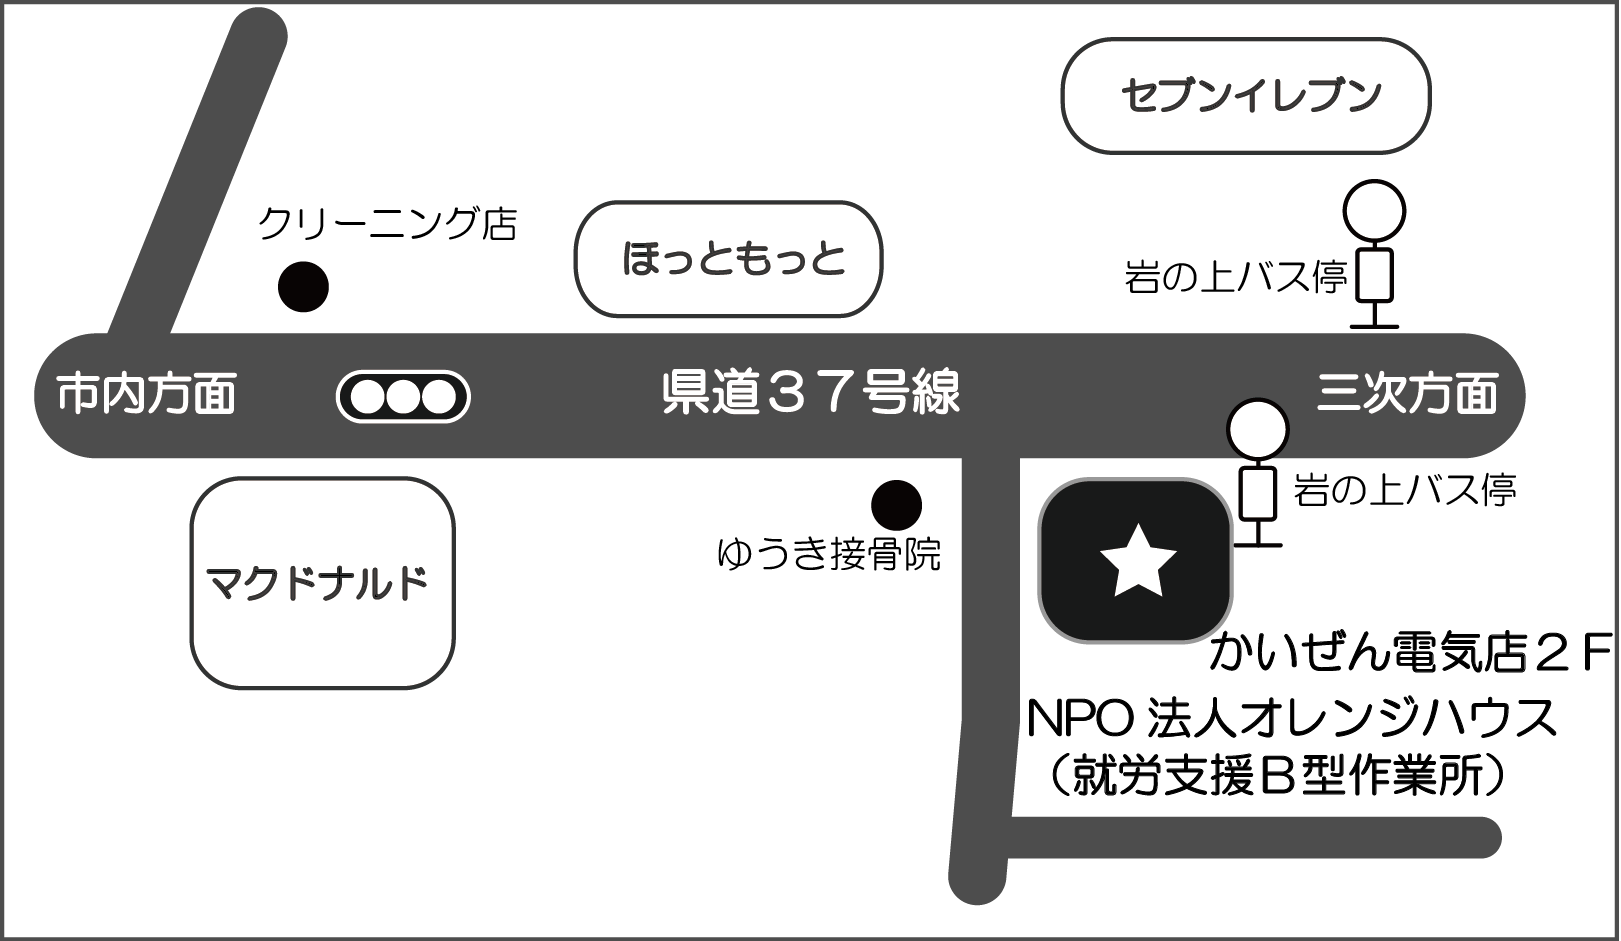 セブンイレブン
クリーニング店
ほっともっと
岩の上バス停
市内方面
県道３７号線
三次方面
岩の上バス停
ゆうき接骨院
マクドナルド
かいぜん電気店２Ｆ
NPO 法人オレンジハウス
（就労支援Ｂ型作業所）